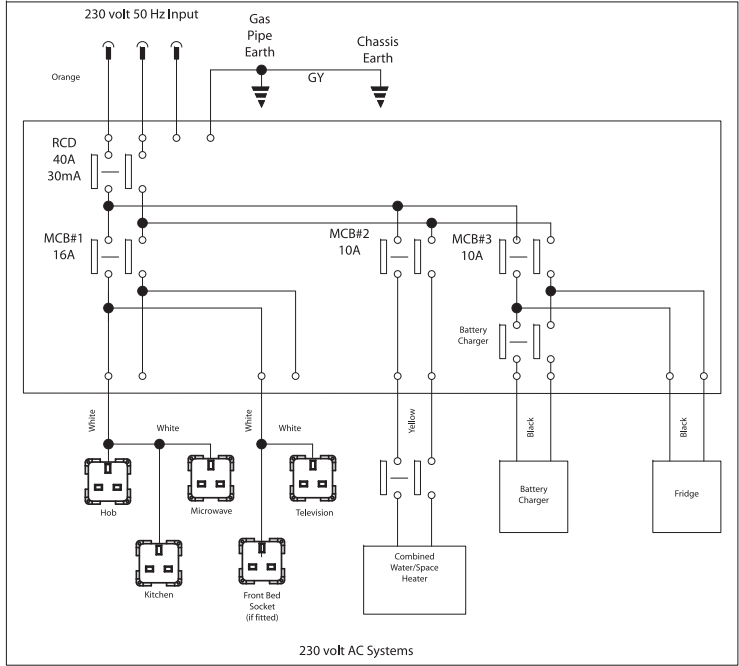 230 volt 50 Hz Input
Gas
Pipe
Earth
Chassis
Earth
Orange
GY
RCD
40A
30mA
MCB#1
16A
MCB#2
10A
MCB#3
10A
Battery
Charger
White
White
White
White
Yellow
Black
Black
Hob
Microwave
Television
Battery
Charger
Fridge
Combined
Water/Space
Heater
Kitchen
Front Bed
Socket
(if fitted)
230 volt AC Systems